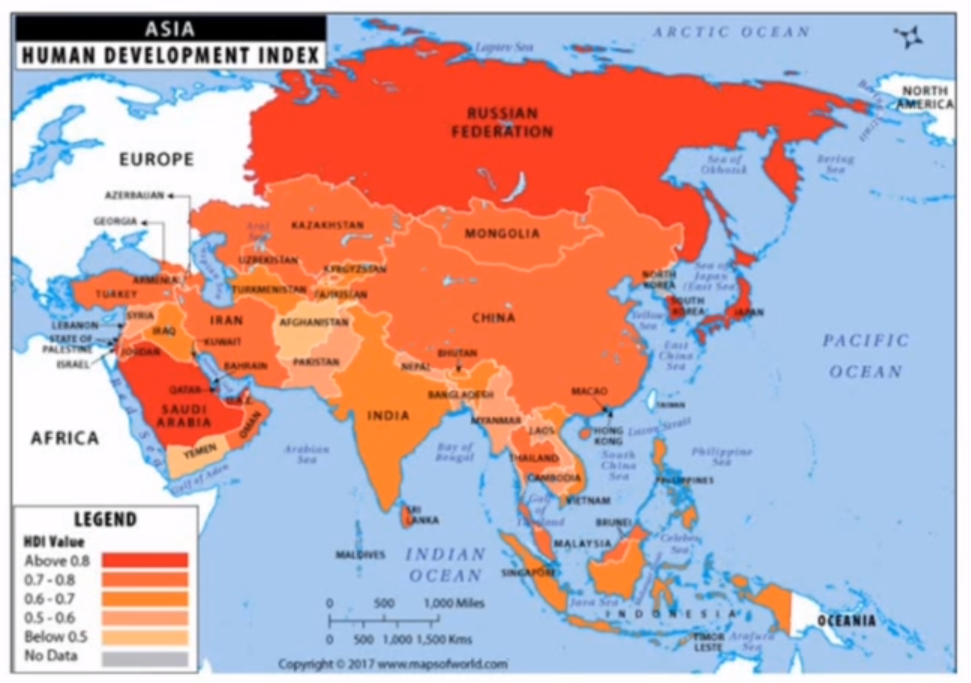 ASIA
HUMAN DEVELOPMENT INDEX
ARCTIC OCEAN
Laptev Sea
NORTH
AMERICA
RUSSIAN
FEDERATION
EUROPE
Sea of
Okhotsk
Bering
Sea
AZERBAIJAN
GEORGIA
KAZAKHSTAN
MONGOLIA
Aral
Sea
UZBEKISTAN
KYRGYZSTAN
Caspian Sea
ARMENIA
TURKMENISTAN
TAJIKISTAN
TURKEY
NORTH
KOREA
Sea of
Japan
(East Sea)
SOUTH
KOREA
JAPAN
SYRIA
LEBANON
IRAQ
IRAN
AFGHANISTAN
CHINA
Yellow
Sea
STATE OF
PALESTINE
KUWAIT
ISRAEL
JORDAN
PAKISTAN
NEPAL
BHUTAN
East
China
Sea
PACIFIC
OCEAN
BAHRAIN
QATAR
U.A.E.
BANGLADESH
MACAO
TAIWAN
SAUDI
ARABIA
OMAN
INDIA
MYANMAR
LAOS
HONG
KONG
Luzon Strait
AFRICA
Red Sea
YEMEN
Arabian
Sea
Bay of
Bengal
THAILAND
South
China
Sea
Philippine
Sea
Gulf of Aden
CAMBODIA
PHILIPPINES
VIETNAM
Gulf
of
Thailand
SRI
LANKA
BRUNEI
MALDIVES
INDIAN
OCEAN
MALAYSIA
Celebes
Sea
SINGAPORE
Java Sea
INDONESIA
OCEANIA
TIMOR
LESTE
Arafura
Sea
LEGEND
HDI Value
Above 0.8
0.7 - 0.8
0.6 - 0.7
0.5 - 0.6
Below 0.5
No Data
0 500 1,000 Miles
0 500 1,000 1,500 Kms
Copyright © 2017 www.mapsofworld.com